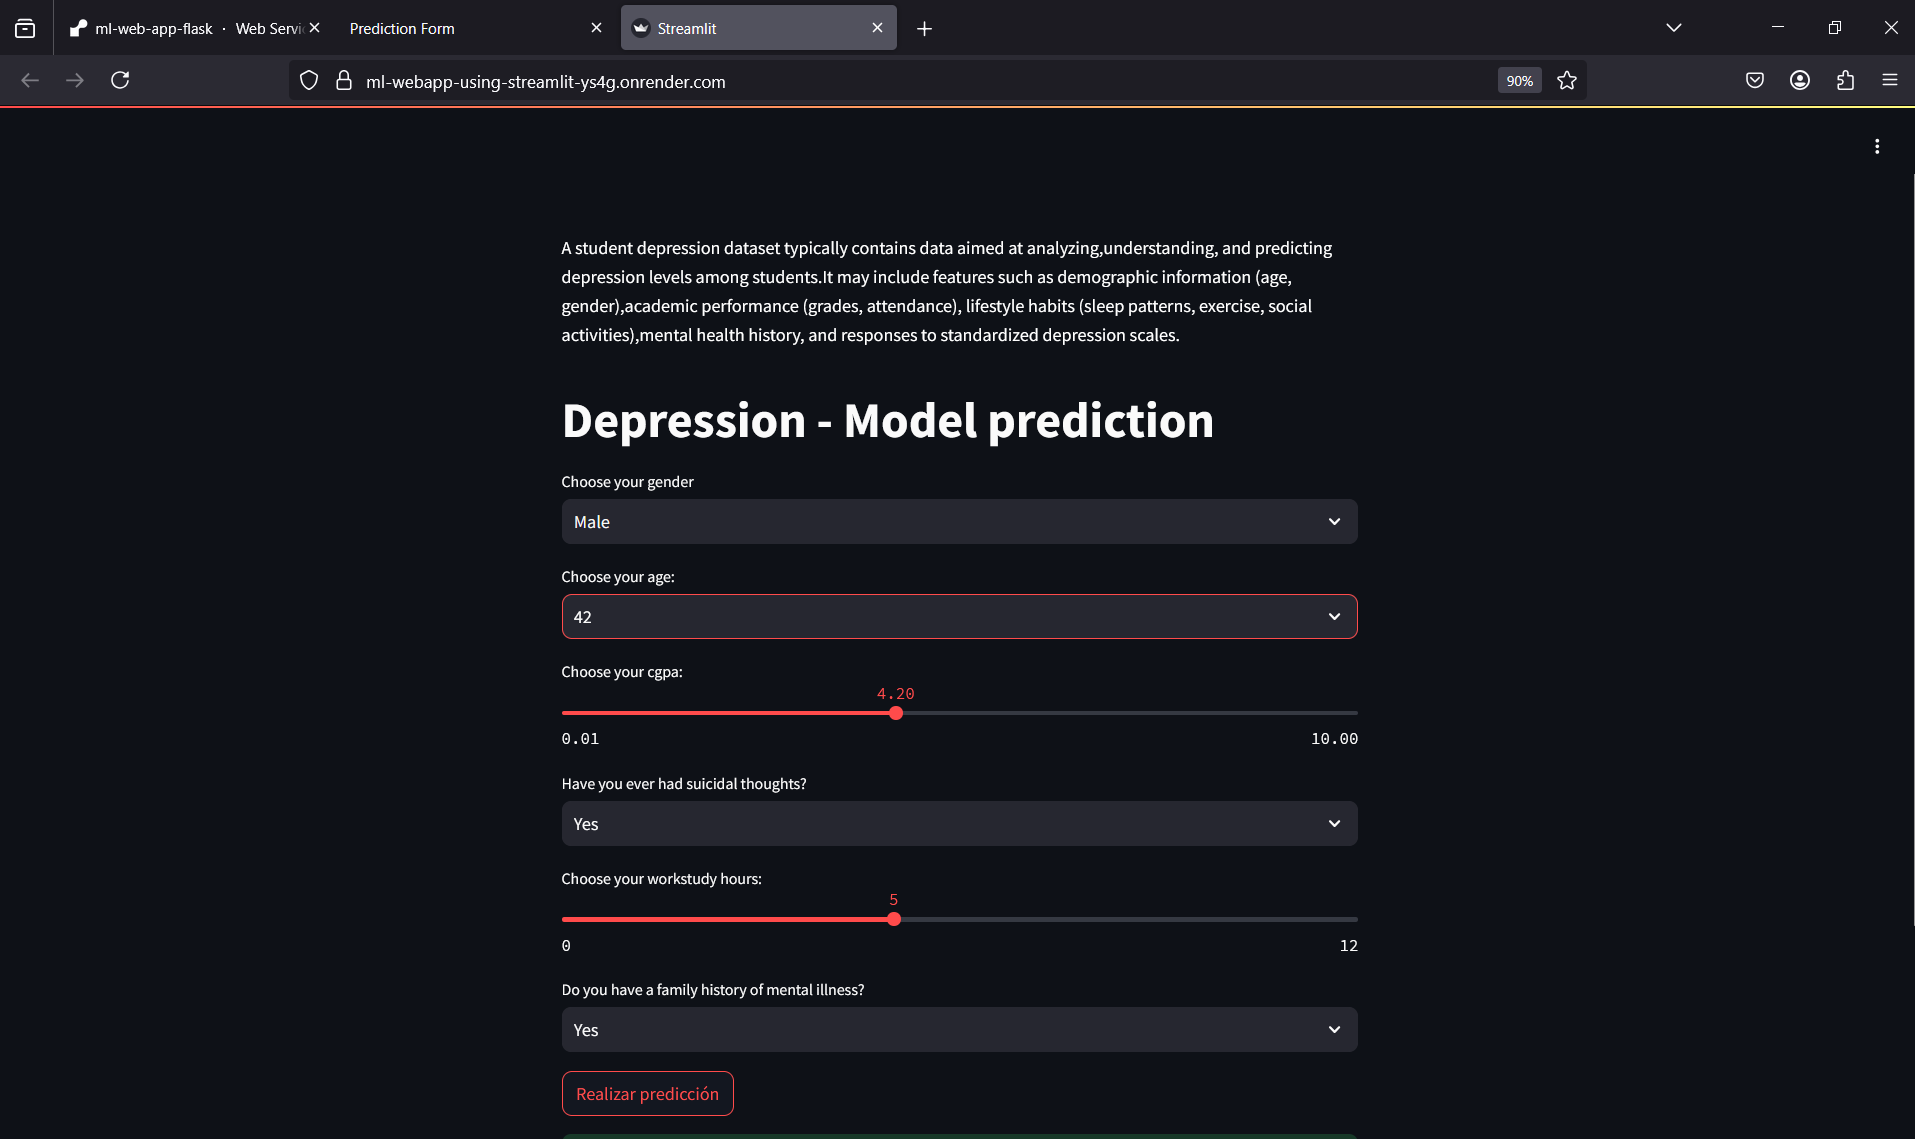 ml-web-app-flask · Web Servi
Prediction Form
Streamlit
ml-webapp-using-streamlit-ys4g.onrender.com
90%
A student depression dataset typically contains data aimed at analyzing,understanding, and predicting
depression levels among students.It may include features such as demographic information (age,
gender),academic performance (grades, attendance), lifestyle habits (sleep patterns, exercise, social
activities),mental health history, and responses to standardized depression scales.
Depression - Model prediction
Choose your gender
Male
Choose your age:
42
Choose your cgpa:
4.20
0.01 10.00
Have you ever had suicidal thoughts?
Yes
Choose your workstudy hours:
5
0 12
Do you have a family history of mental illness?
Yes
Realizar predicción